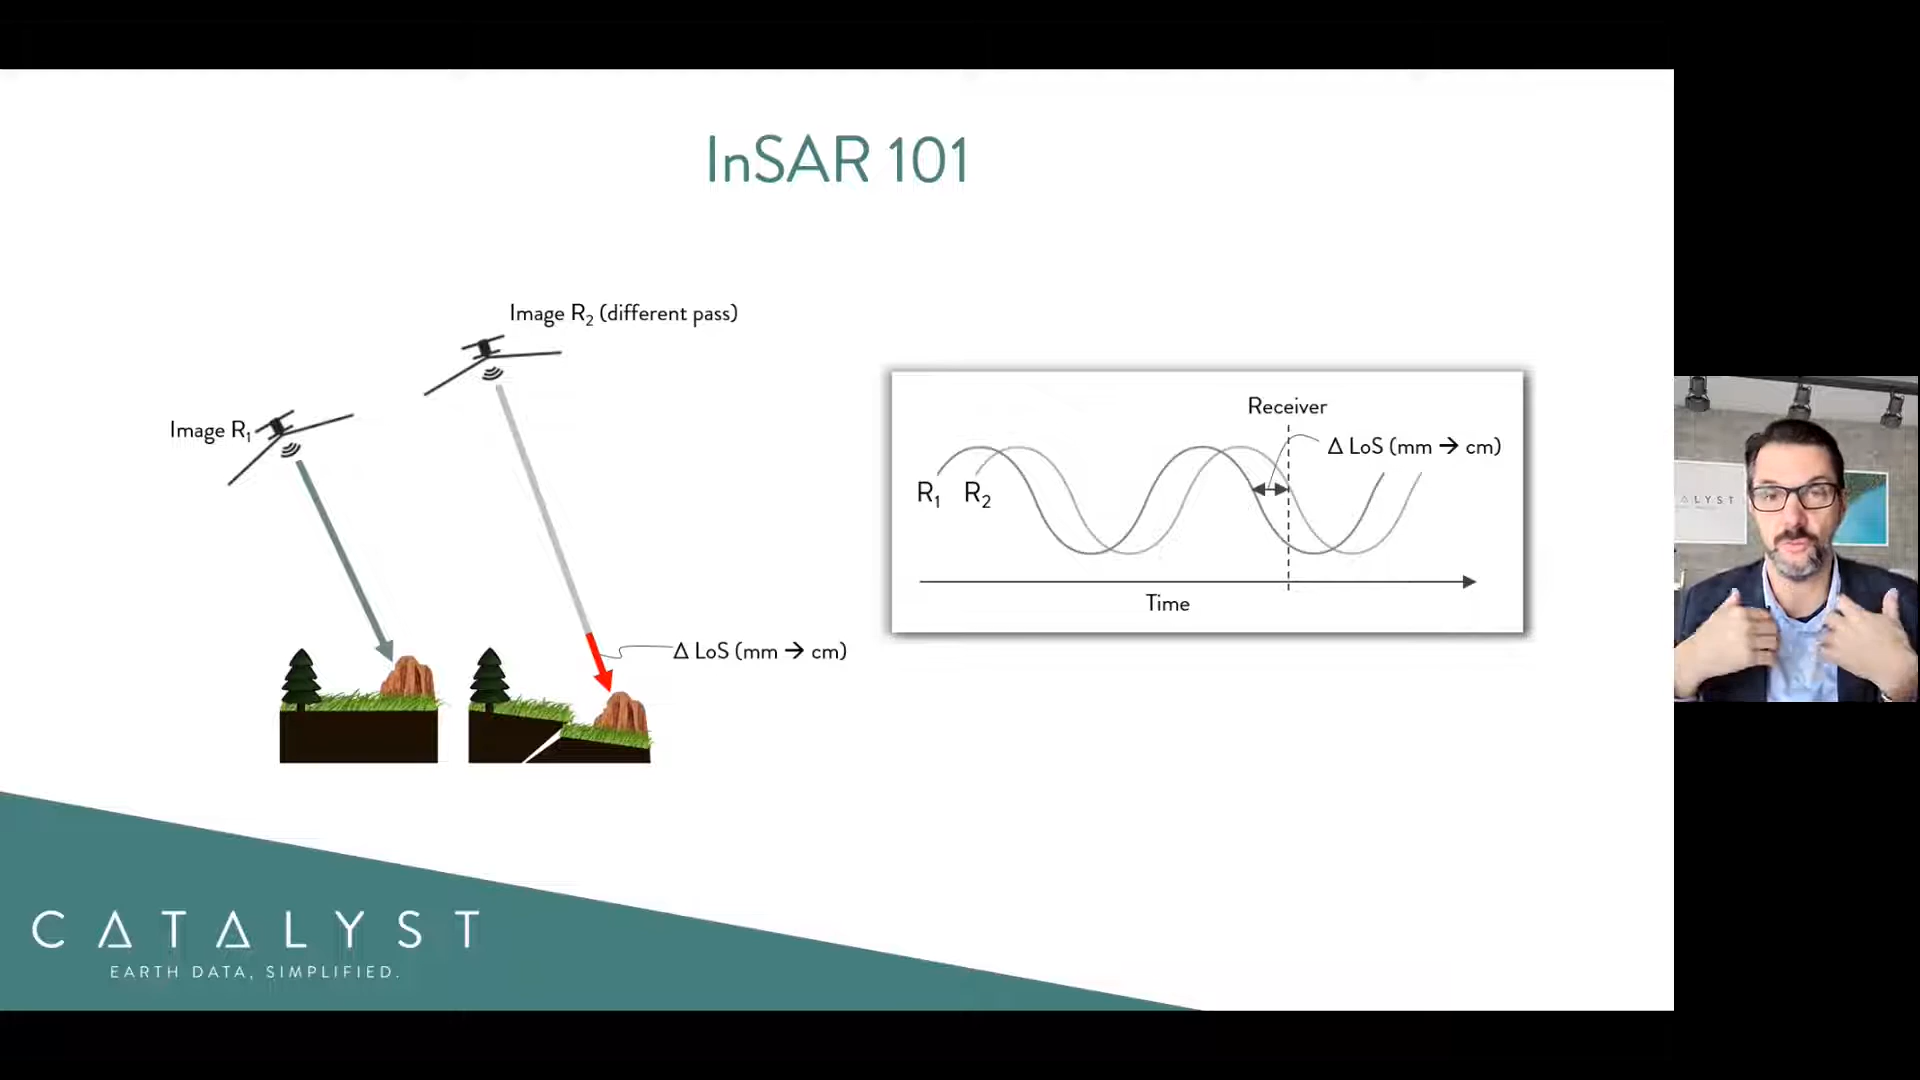 InSAR 101
Image R2 (different pass)
Image R1
Δ LoS (mm → cm)
Receiver
Δ LoS (mm → cm)
R1 R2
Time
CATALYST
EARTH DATA, SIMPLIFIED.
ALYST